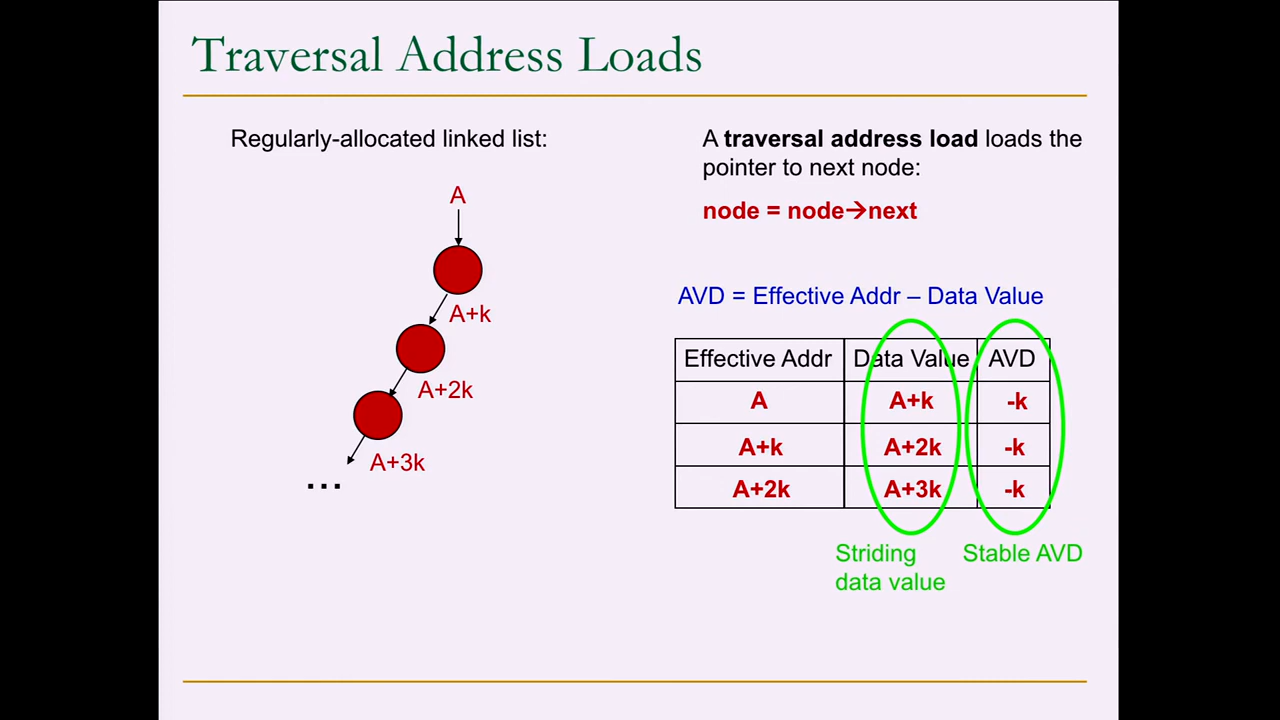 Traversal Address Loads
Regularly-allocated linked list:
A
A+k
A+2k
A+3k
...
A traversal address load loads the
pointer to next node:
node = node→next
AVD = Effective Addr – Data Value
Effective Addr Data Value AVD
A A+k -k
A+k A+2k -k
A+2k A+3k -k
Striding
data value
Stable AVD